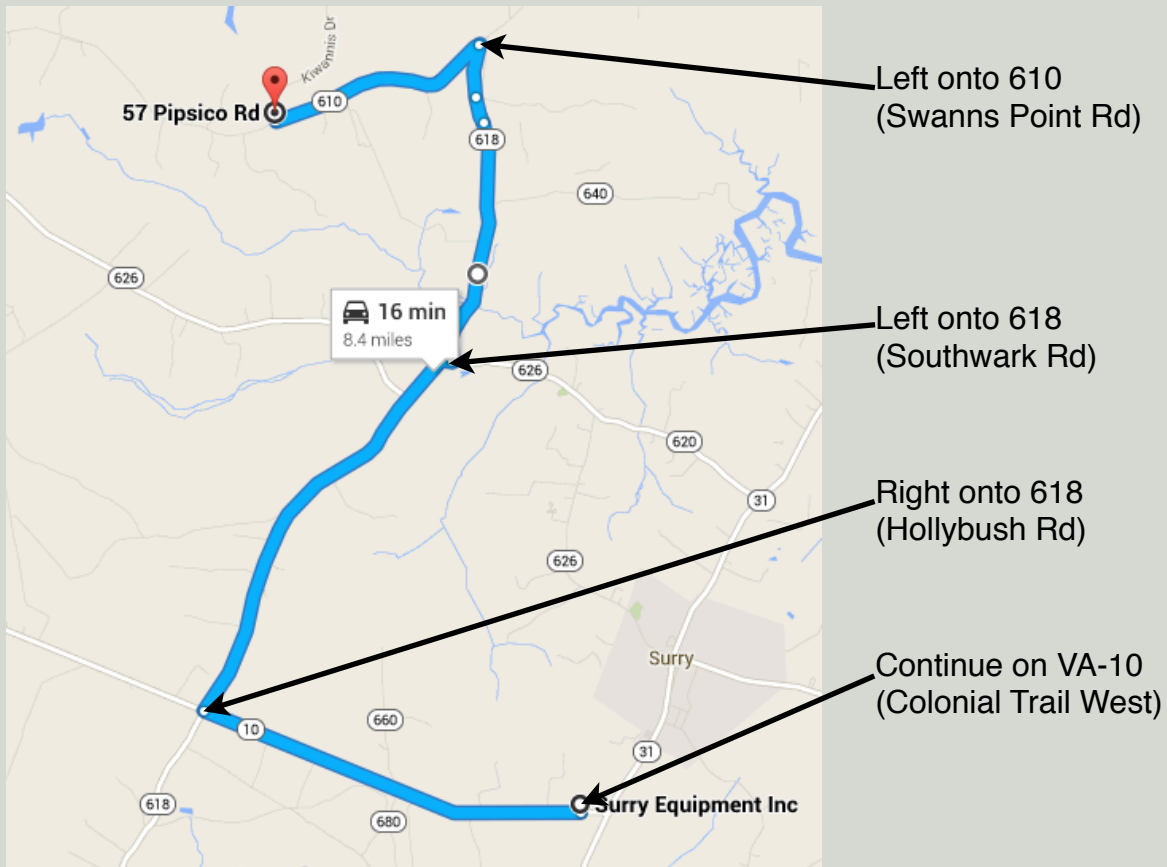 Kiwannis Dr
57 Pipsico Rd
610
618
640
626
16 min
8.4 miles
626
620
31
626
Surry
660
10
31
618
680
Surry Equipment Inc
Left onto 610
(Swanns Point Rd)
Left onto 618
(Southwark Rd)
Right onto 618
(Hollybush Rd)
Continue on VA-10
(Colonial Trail West)